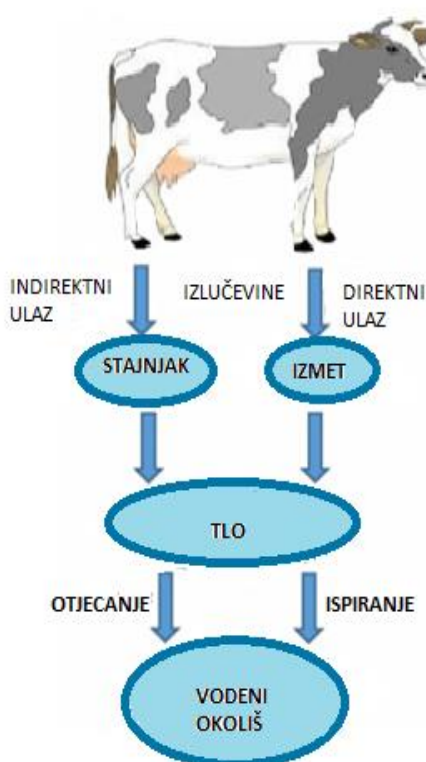 INDIREKTNI
ULAZ
IZLUČEVINE
DIREKTNI
ULAZ
STAJNJAK
IZMET
TLO
OTJECANJE
ISPIRANJE
VODENI
OKOLIŠ